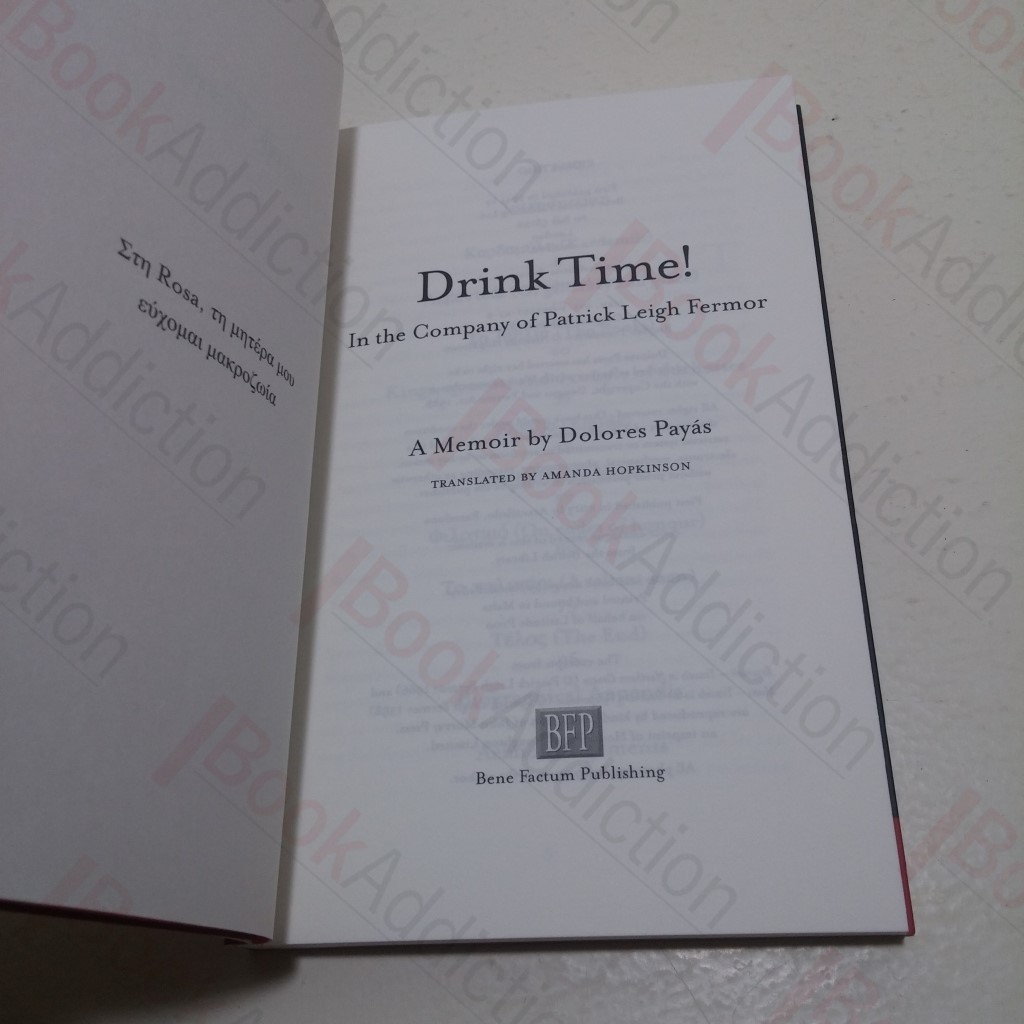 Στη Rosa, τη μητέρα μου
εύχομαι μακροζωία
Drink Time!
In the Company of Patrick Leigh Fermor
A Memoir by Dolores Payás
TRANSLATED BY AMANDA HOPKINSON
BFP
Bene Factum Publishing
BookAddiction